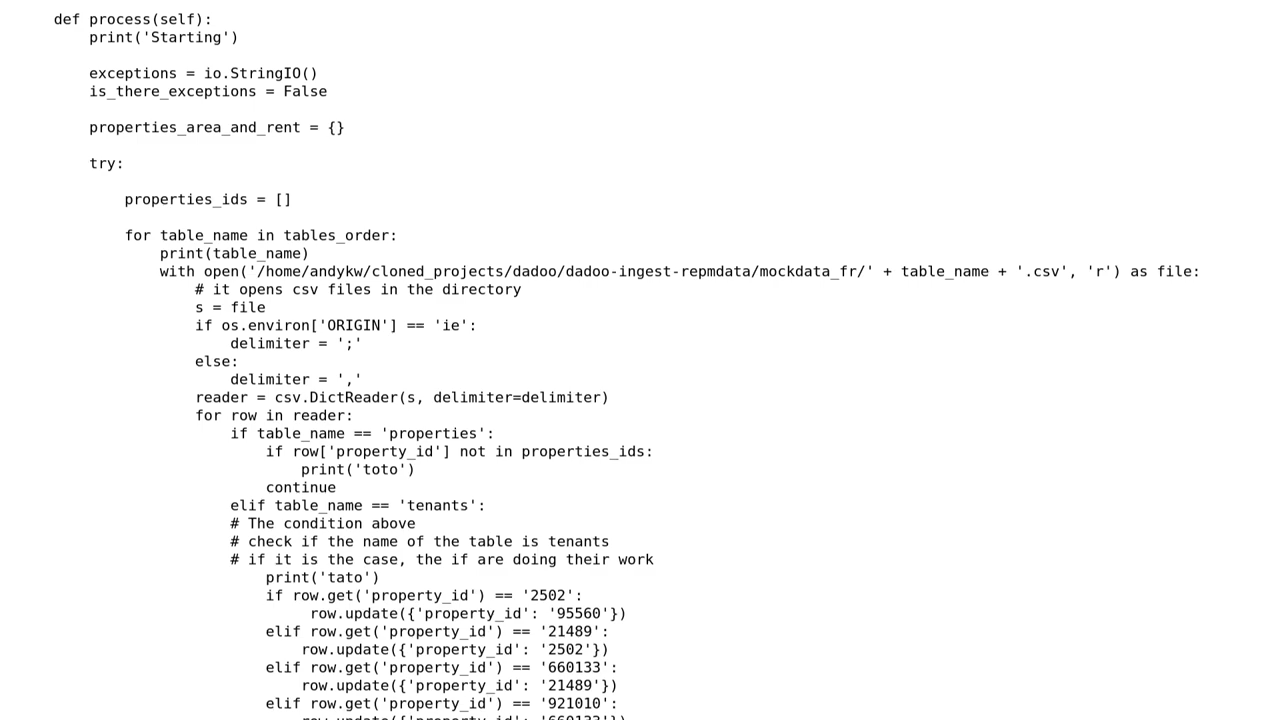 def process(self):
print('Starting')
exceptions = io.StringIO()
is_there_exceptions = False
properties_area_and_rent = {}
try:
properties_ids = []
for table_name in tables_order:
print(table_name)
with open('/home/andykw/cloned_projects/dadoo/dadoo-ingest-repmdata/mockdata_fr/' + table_name + '.csv', 'r') as file:
# it opens csv files in the directory
s = file
if os.environ['ORIGIN'] == 'ie':
delimiter = ';'
else:
delimiter = ','
reader = csv.DictReader(s, delimiter=delimiter)
for row in reader:
if table_name == 'properties':
if row['property_id'] not in properties_ids:
print('toto')
continue
elif table_name == 'tenants':
# The condition above
# check if the name of the table is tenants
# if it is the case, the if are doing their work
print('tato')
if row.get('property_id') == '2502':
row.update({'property_id': '95560'})
elif row.get('property_id') == '21489':
row.update({'property_id': '2502'})
elif row.get('property_id') == '660133':
row.update({'property_id': '21489'})
elif row.get('property_id') == '921010':
row.update({'property_id': '660133'})